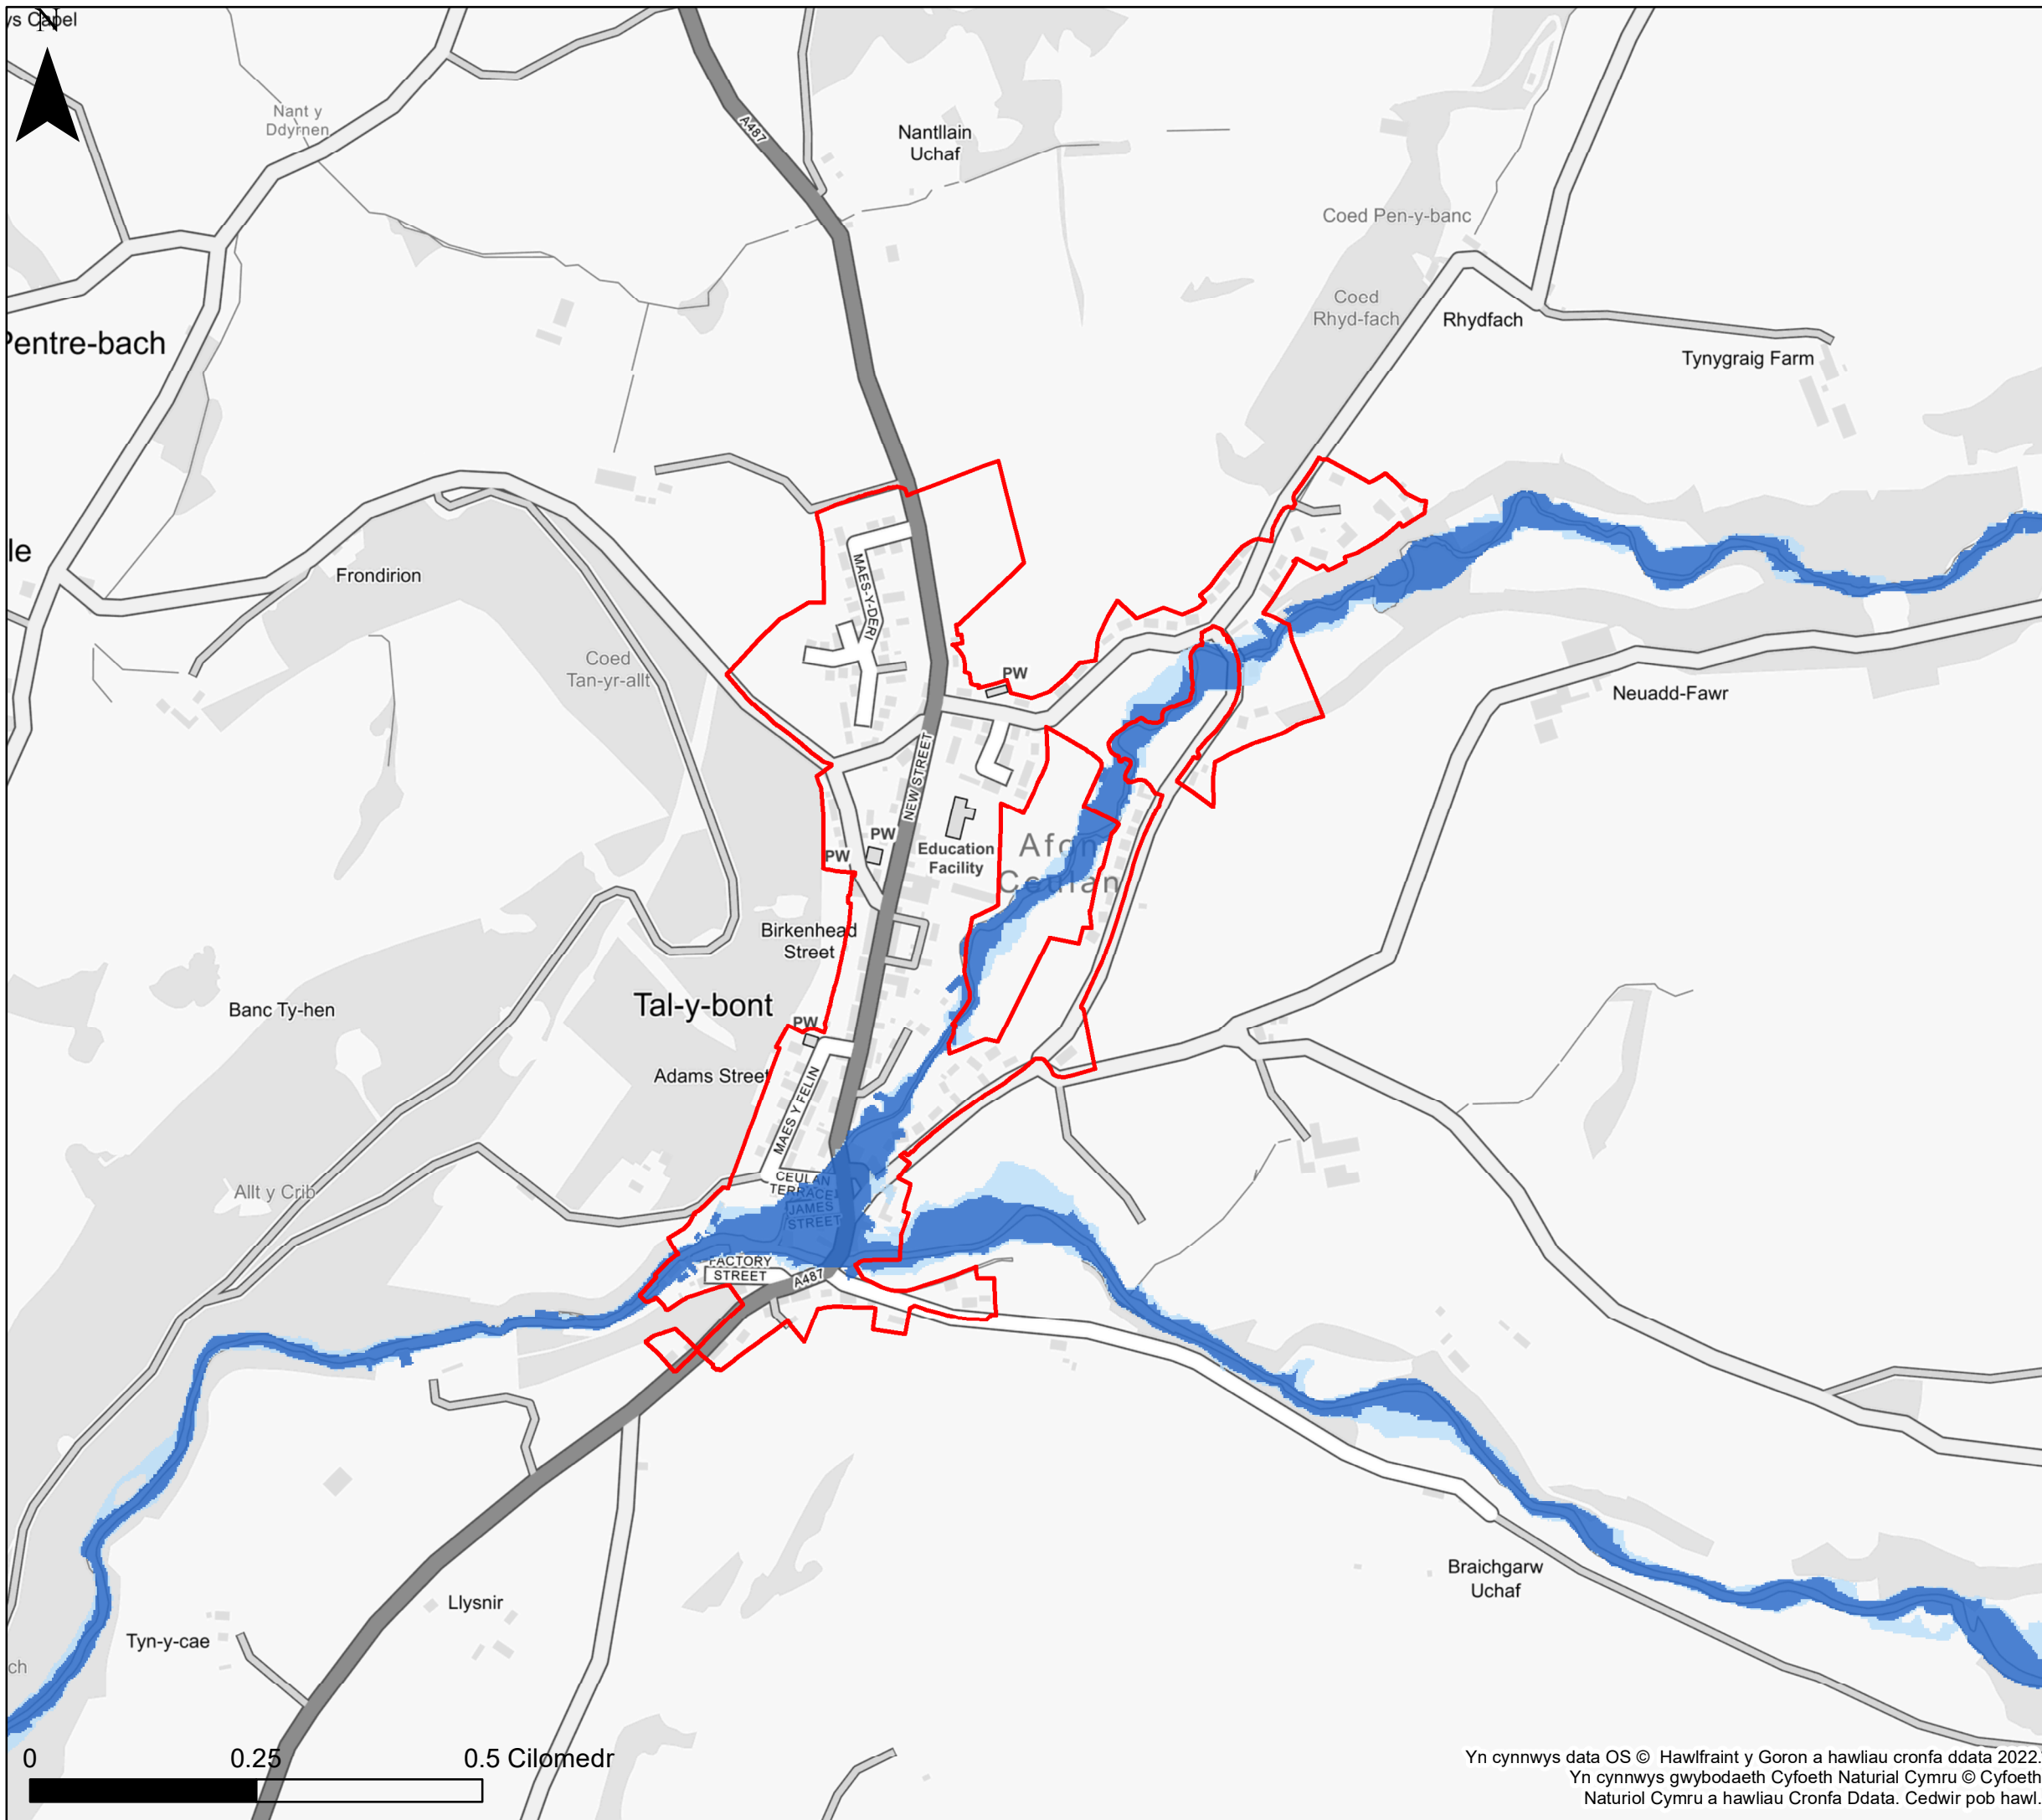 ys Capel
N
Nant y
Ddyrnen
A487
Nantllain
Uchaf
Coed Pen-y-banc
Coed
Rhyd-fach
Rhydfach
Tynygraig Farm
Pentre-bach
le
Frondirion
MAES-Y-DERI
Coed
Tan-yr-allt
PW
Neuadd-Fawr
NEW STREET
PW
PW
Education
Facility
Afon
Ceulan
Birkenhead
Street
Banc Ty-hen
Tal-y-bont
PW
Adams Street
MAES Y FELIN
Allt y Crib
CEULAN
TERRACE
JAMES
STREET
FACTORY
STREET
A487
Braichgarw
Uchaf
Llysnir
Tyn-y-cae
ch
0 0.25 0.5 Cilomedr
Yn cynnwys data OS © Hawlfraint y Goron a hawliau cronfa ddata 2022.
Yn cynnwys gwybodaeth Cyfoeth Naturial Cymru © Cyfoeth
Naturiol Cymru a hawliau Cronfa Ddata. Cedwir pob hawl.